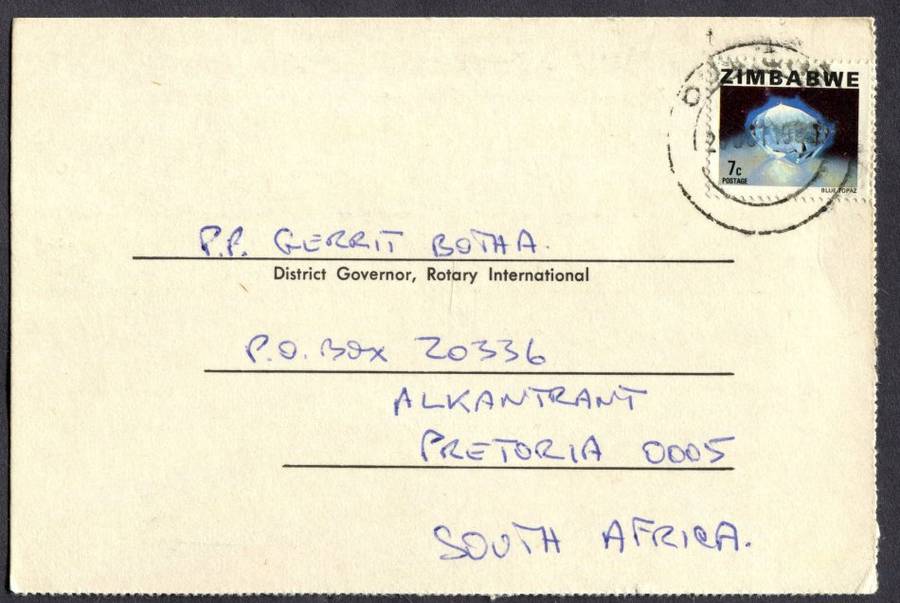 ZIMBABWE
7c
POSTAGE
BLUE TOPAZ
P.P. GERRIT BOTHA.
District Governor, Rotary International
P.O. BOX 20336
ALKANTRANT
PRETORIA 0005
SOUTH AFRICA.